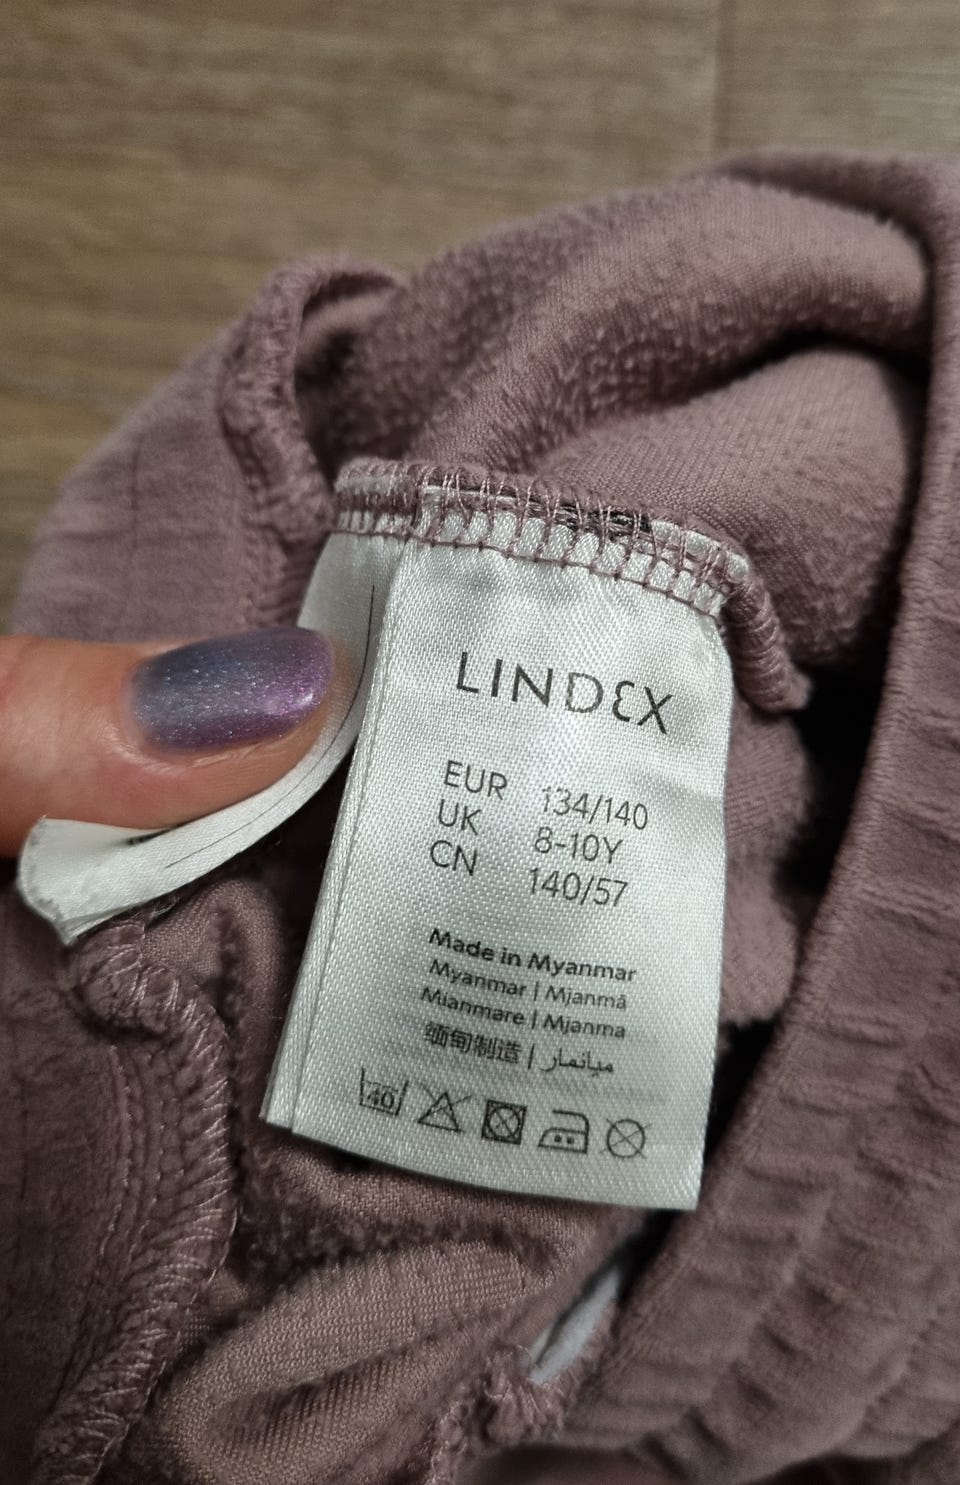 LINDEX
EUR 134/140
UK 8-10Y
CN 140/57
Made in Myanmar
Myanmar | Mjanmā
Mianmare | Mjanma
缅甸制造 | ميانمار
40